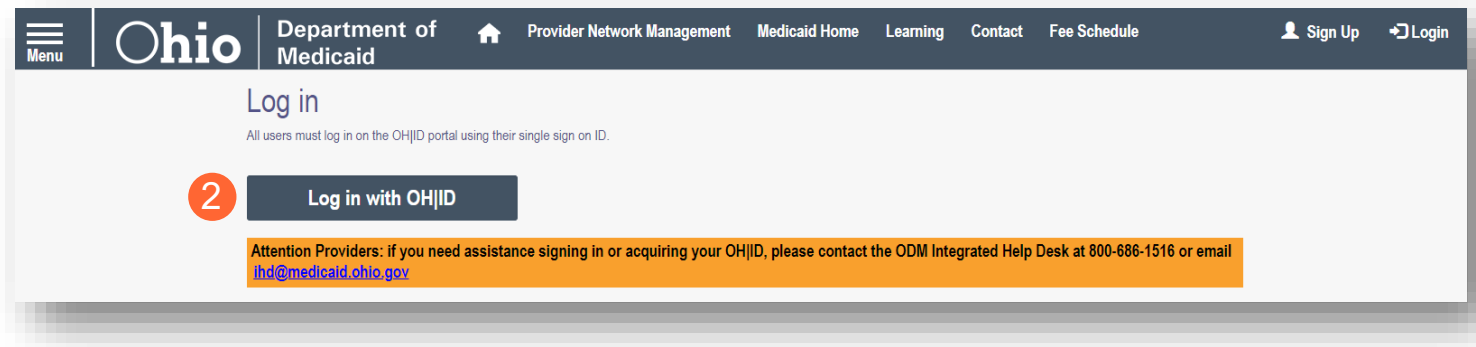 Menu
Ohio
Department of
Medicaid
Provider Network Management
Medicaid Home
Learning
Contact
Fee Schedule
Sign Up
Login
Log in
All users must log in on the OH|ID portal using their single sign on ID.
2
Log in with OH|ID
Attention Providers: if you need assistance signing in or acquiring your OH|ID, please contact the ODM Integrated Help Desk at 800-686-1516 or email
ihd@medicaid.ohio.gov